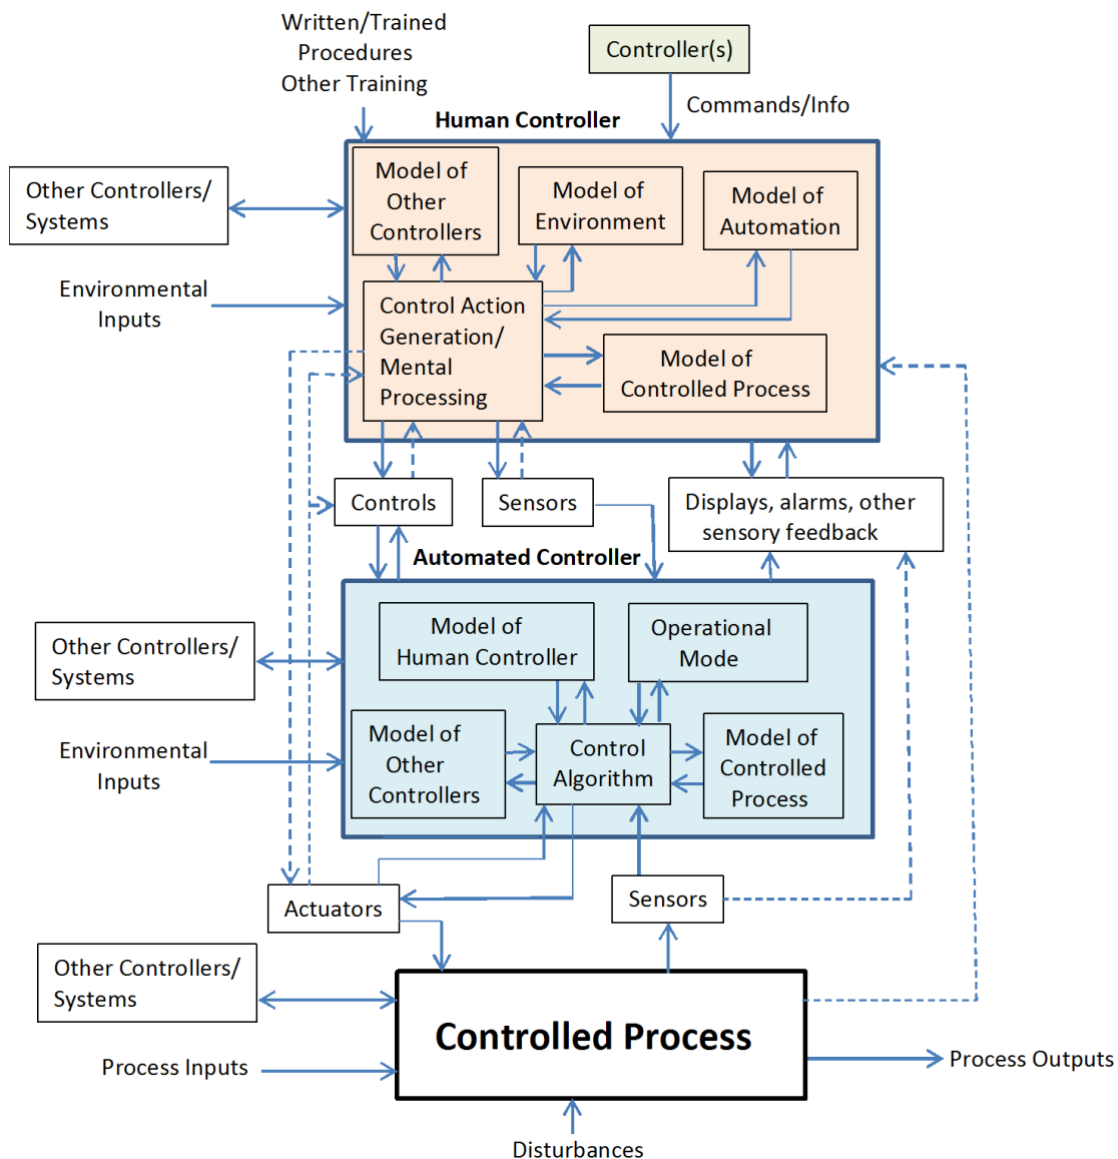 Written/Trained
Procedures
Other Training
Controller(s)
Commands/Info
Human Controller
Other Controllers/
Systems
Model of
Other
Controllers
Model of
Environment
Model of
Automation
Environmental
Inputs
Control Action
Generation/
Mental
Processing
Model of
Controlled Process
Controls
Sensors
Displays, alarms, other
sensory feedback
Automated Controller
Other Controllers/
Systems
Model of
Human Controller
Operational
Mode
Environmental
Inputs
Model of
Other
Controllers
Control
Algorithm
Model of
Controlled
Process
Actuators
Sensors
Other Controllers/
Systems
Controlled Process
Process Inputs
Process Outputs
Disturbances